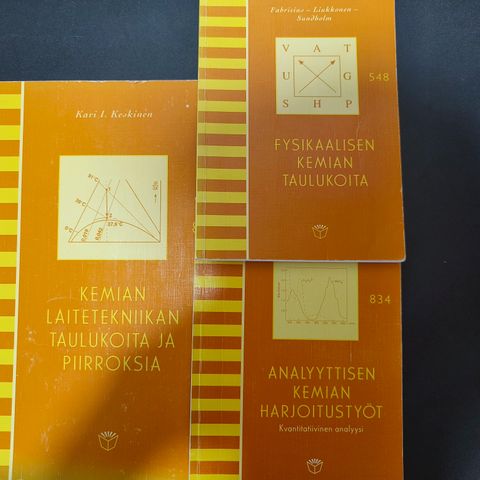 Kari I. Keskinen
KEMIAN
LAITETEKNIIKAN
TAULUKOITA JA
PIIRROKSIA
Fabritius – Liukkonen –
Sundholm
V A T
U G
S H P
548
FYSIKAALISEN
KEMIAN
TAULUKOITA
834
ANALYYTTISEN
KEMIAN
HARJOITUSTYÖT
Kvantitatiivinen analyysi